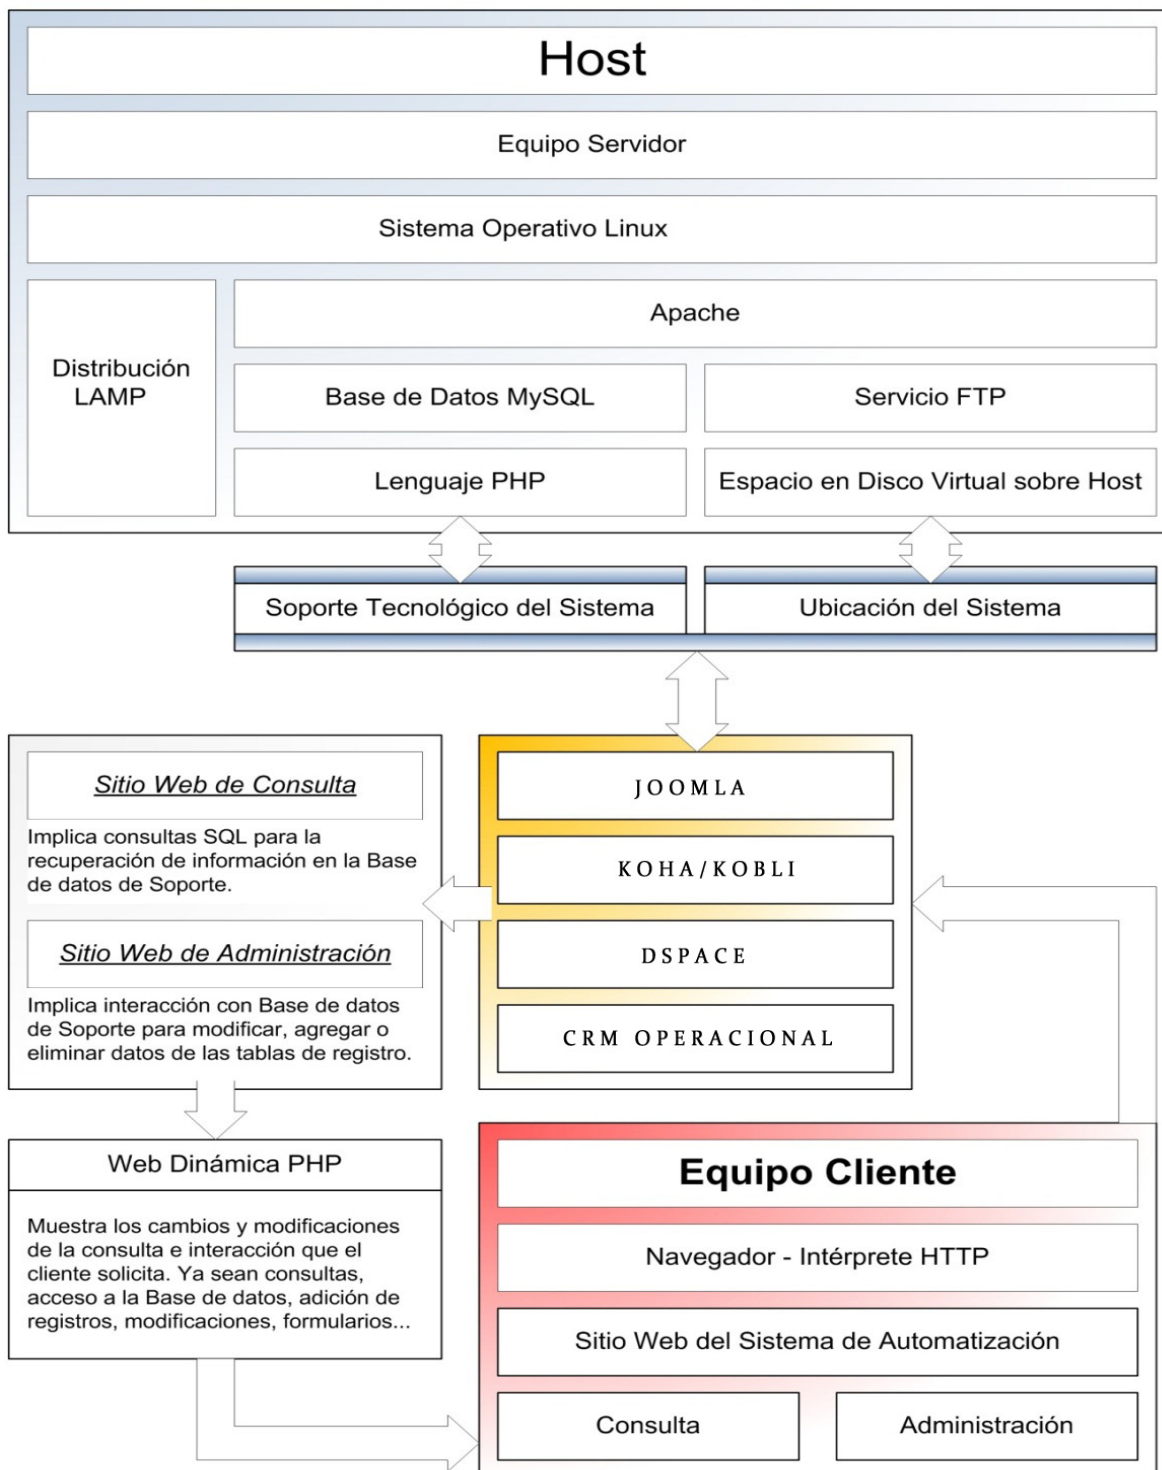 Host
Equipo Servidor
Sistema Operativo Linux
Distribución
LAMP
Apache
Base de Datos MySQL
Servicio FTP
Lenguaje PHP
Espacio en Disco Virtual sobre Host
Soporte Tecnológico del Sistema
Ubicación del Sistema
Sitio Web de Consulta
Implica consultas SQL para la
recuperación de información en la Base
de datos de Soporte.
Sitio Web de Administración
Implica interacción con Base de datos
de Soporte para modificar, agregar o
eliminar datos de las tablas de registro.
JOOMLA
KOHA/KOBLI
DSPACE
CRM OPERACIONAL
Web Dinámica PHP
Muestra los cambios y modificaciones
de la consulta e interacción que el
cliente solicita. Ya sean consultas,
acceso a la Base de datos, adición de
registros, modificaciones, formularios...
Equipo Cliente
Navegador - Intérprete HTTP
Sitio Web del Sistema de Automatización
Consulta
Administración